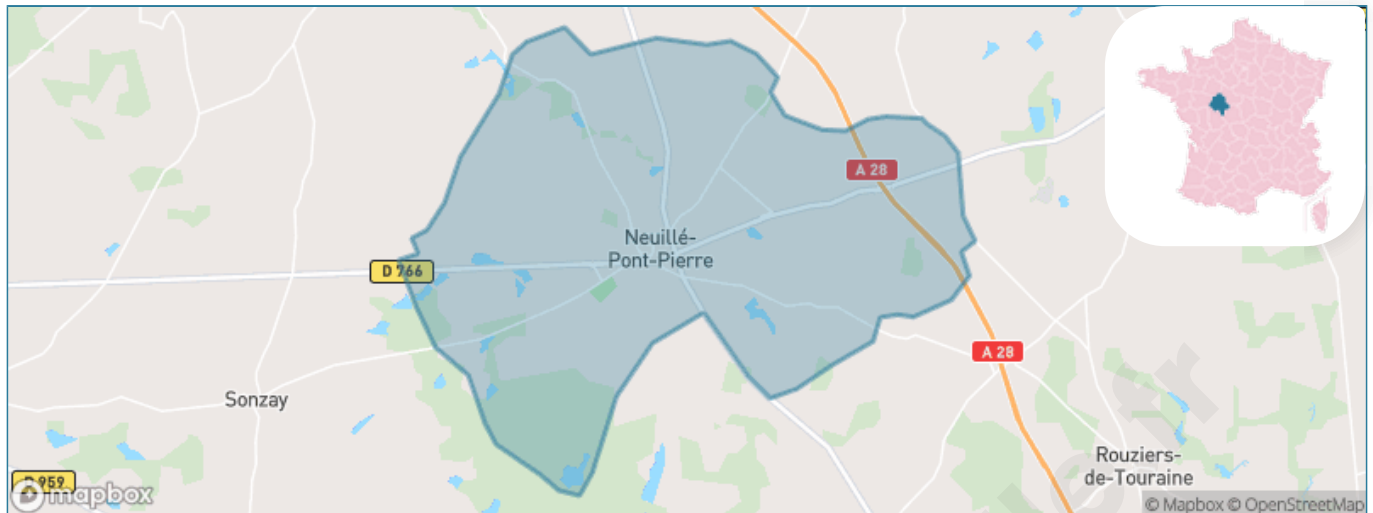 A 28
Neuillé-
Pont-Pierre
D 766
A 28
Sonzay
Rouziers-
de-Touraine
D 959
mapbox
© Mapbox © OpenStreetMap